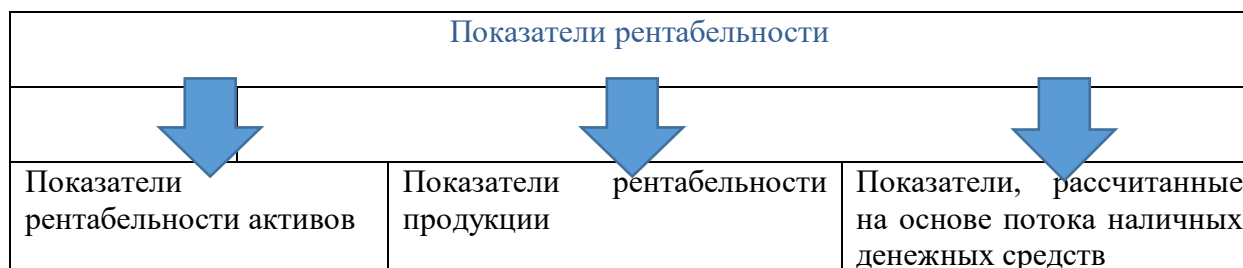 Показатели рентабельности
Показатели
рентабельности активов
Показатели рентабельности
продукции
Показатели, рассчитанные
на основе потока наличных
денежных средств